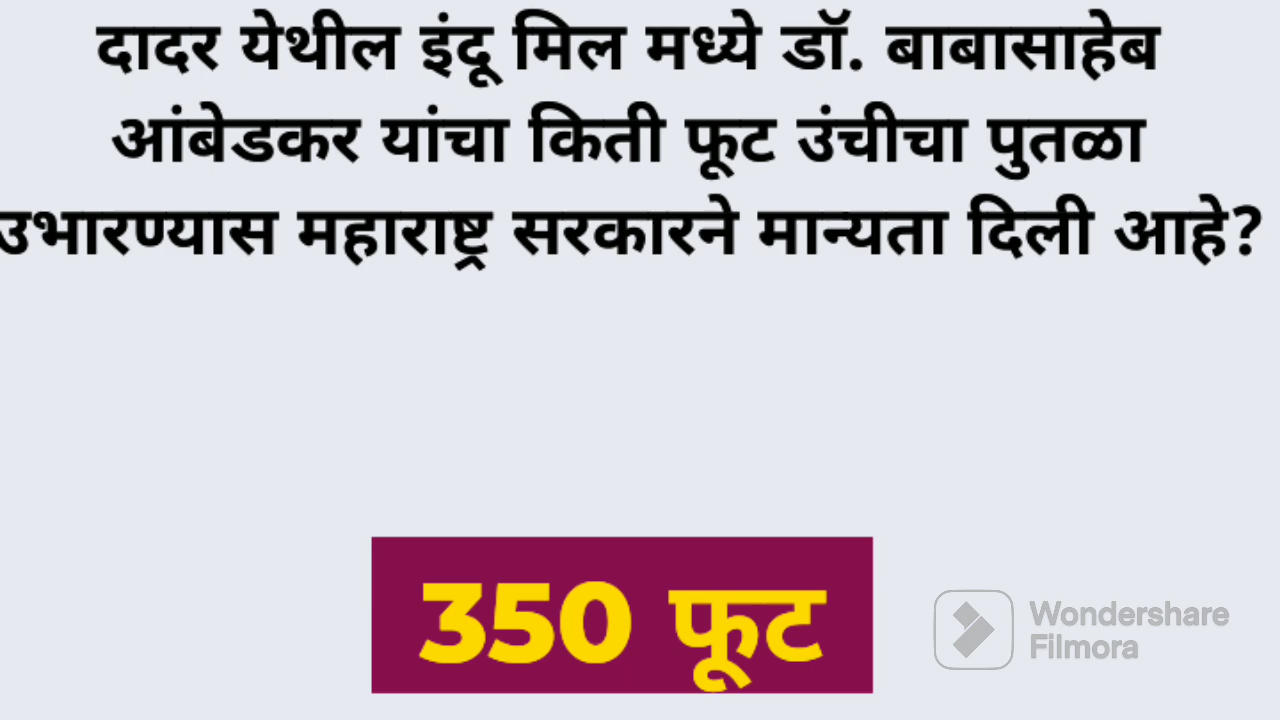 दादर येथील इंदू मिल मध्ये डॉ. बाबासाहेब
आंबेडकर यांचा किती फूट उंचीचा पुतळा
उभारण्यास महाराष्ट्र सरकारने मान्यता दिली आहे?
350 फूट
Wondershare
Filmora